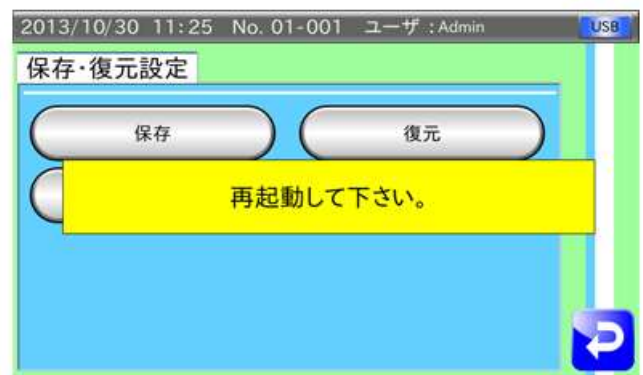 2013/10/30 11:25 No. 01-001 ユーザ :Admin USB
保存・復元設定
保存 復元
再起動して下さい。